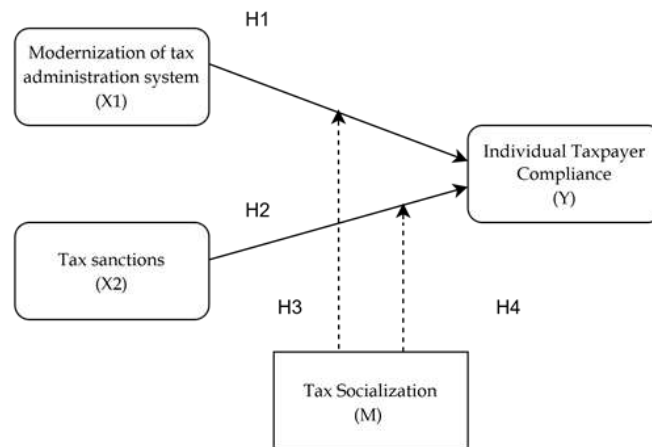 H1
Modernization of tax
administration system
(X1)
Individual Taxpayer
Compliance
(Y)
H2
Tax sanctions
(X2)
H3
H4
Tax Socialization
(M)